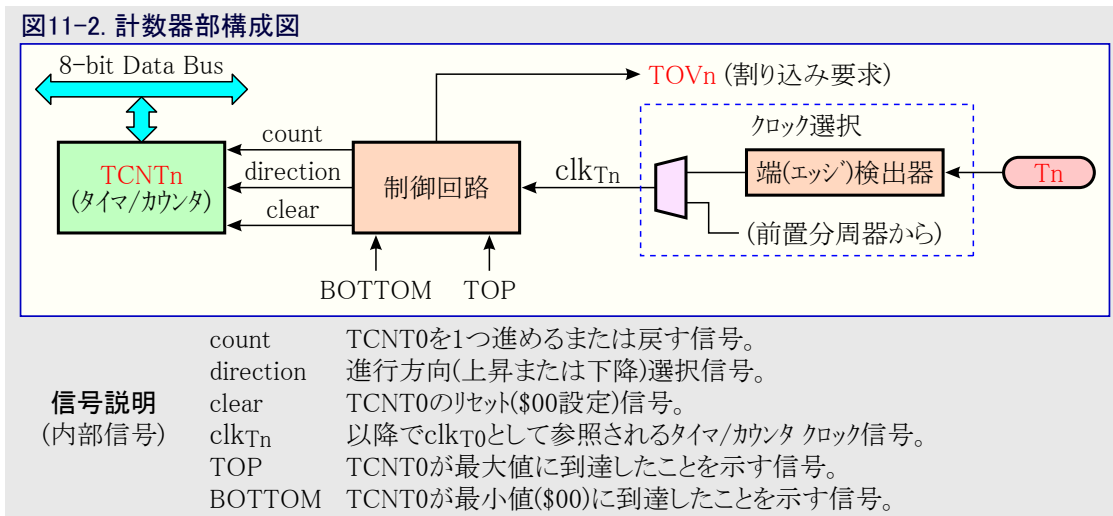 図11-2. 計数器部構成図
8-bit Data Bus
TOVn (割り込み要求)
クロック選択
count
TCNTn
(タイマ/カウンタ)
direction
制御回路
clkTn
端(エッジ)検出器
Tn
clear
(前置分周器から)
BOTTOM TOP
count TCNT0を1つ進めるまたは戻す信号。
direction 進行方向(上昇または下降)選択信号。
信号説明 clear TCNT0のリセット($00設定)信号。
(内部信号) clkTn 以降でclkT0として参照されるタイマ/カウンタ クロック信号。
TOP TCNT0が最大値に到達したことを示す信号。
BOTTOM TCNT0が最小値($00)に到達したことを示す信号。